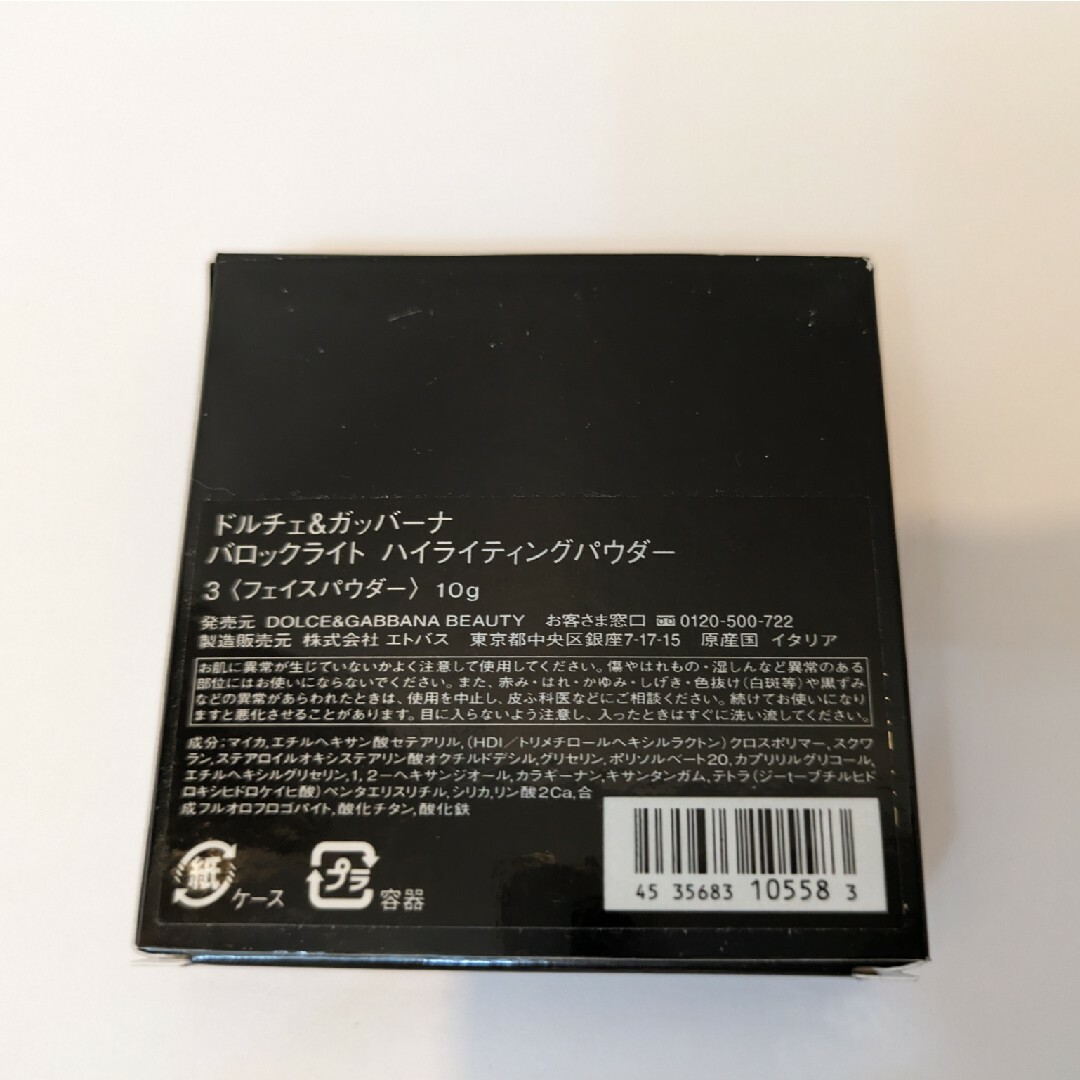 ドルチェ&ガッバーナ
バロックライト ハイライティングパウダー
3〈フェイスパウダー〉10g
発売元 DOLCE&GABBANA BEAUTY お客さま窓口 0120-500-722
製造販売元 株式会社 エトバス 東京都中央区銀座7-17-15 原産国 イタリア
お肌に異常が生じていないかよく注意して使用してください。傷やはれもの・湿しんなど異常のある
部位にはお使いにならないでください。また、赤み・はれ・かゆみ・しげき・色抜け(白斑等)や黒ずみ
などの異常があらわれたときは、使用を中止し、皮ふ科医などにご相談ください。続けてお使いになり
ますと悪化させることがあります。目に入らないよう注意し、入ったときはすぐに洗い流してください。
成分;マイカ,エチルヘキサン酸セテアリル,(HDI/トリメチロールヘキシルラクトン)クロスポリマー,スクワ
ラン,ステアロイルオキシステアリン酸オクチルドデシル,グリセリン,ポリソルベート20,カプリリルグリコール,
エチルヘキシルグリセリン,1,2-ヘキサンジオール,カラギーナン,キサンタンガム,テトラ(ジーt-ブチルヒド
ロキシヒドロケイヒ酸)ペンタエリスリチル,シリカ,リン酸2Ca,合
成フルオロフロゴパイト,酸化チタン,酸化鉄
紙 ケース プラ 容器
45 35683 10558 3